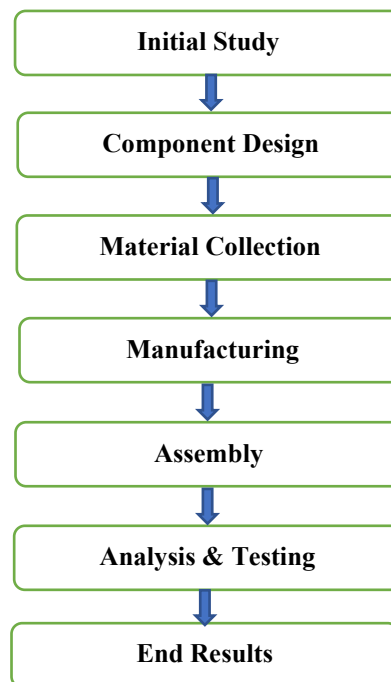 Initial Study
Component Design
Material Collection
Manufacturing
Assembly
Analysis & Testing
End Results